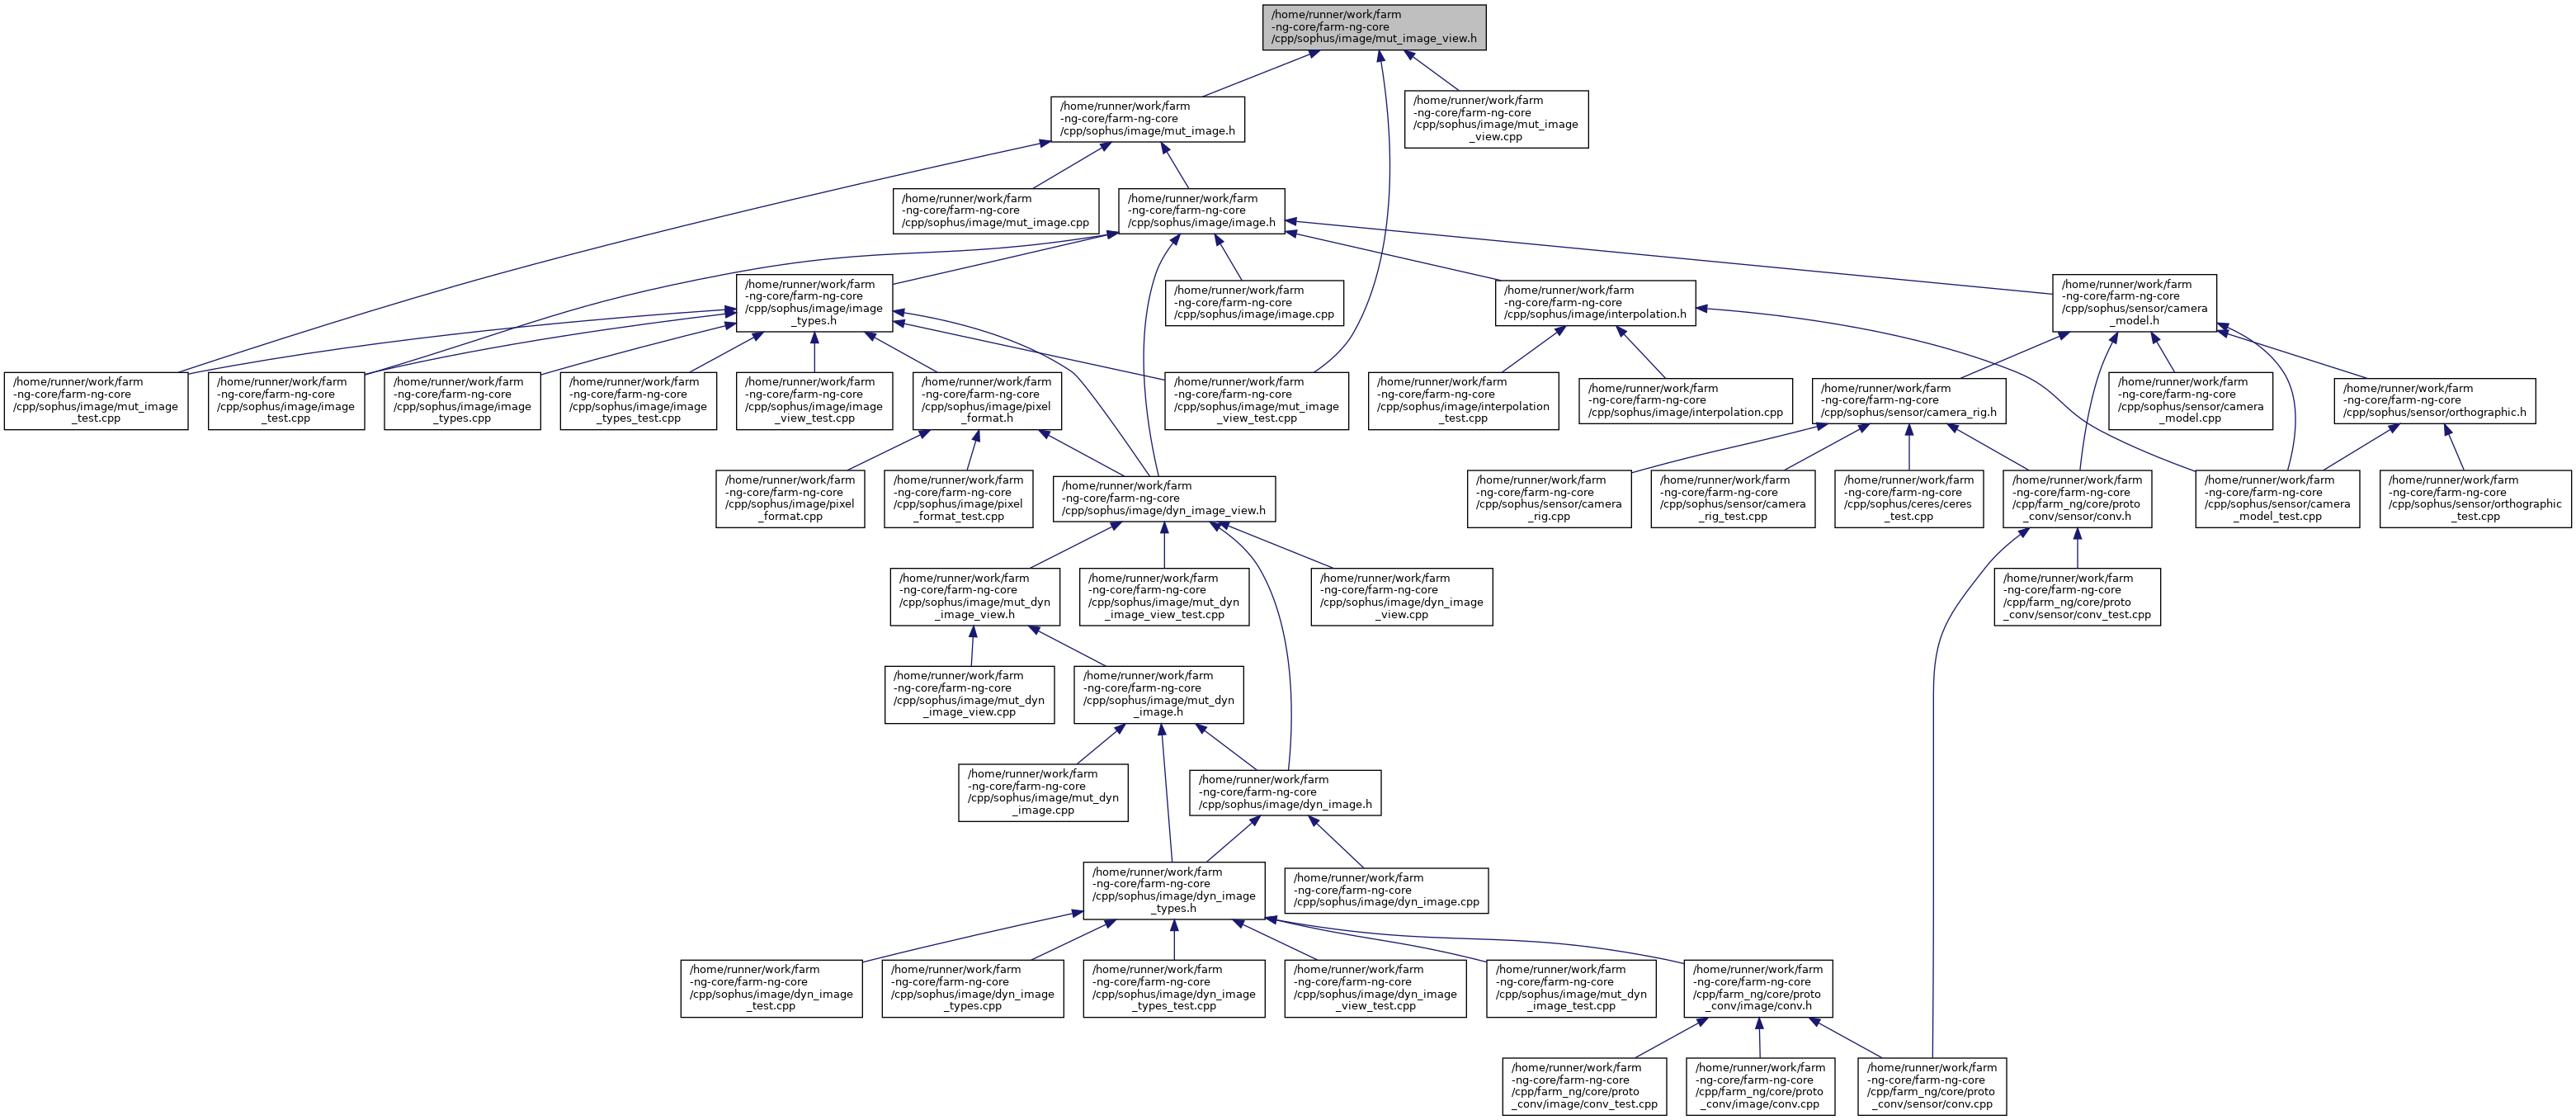 /home/runner/work/farm
-ng-core/farm-ng-core
/cpp/sophus/image/mut_image_view.h
/home/runner/work/farm
-ng-core/farm-ng-core
/cpp/sophus/image/mut_image.h
/home/runner/work/farm
-ng-core/farm-ng-core
/cpp/sophus/image/mut_image
_view.cpp
/home/runner/work/farm
-ng-core/farm-ng-core
/cpp/sophus/image/mut_image.cpp
/home/runner/work/farm
-ng-core/farm-ng-core
/cpp/sophus/image/image.h
/home/runner/work/farm
-ng-core/farm-ng-core
/cpp/sophus/image/image
_types.h
/home/runner/work/farm
-ng-core/farm-ng-core
/cpp/sophus/image/image.cpp
/home/runner/work/farm
-ng-core/farm-ng-core
/cpp/sophus/image/interpolation.h
/home/runner/work/farm
-ng-core/farm-ng-core
/cpp/sophus/sensor/camera
_model.h
/home/runner/work/farm
-ng-core/farm-ng-core
/cpp/sophus/image/mut_image
_test.cpp
/home/runner/work/farm
-ng-core/farm-ng-core
/cpp/sophus/image/image
_test.cpp
/home/runner/work/farm
-ng-core/farm-ng-core
/cpp/sophus/image/image
_types.cpp
/home/runner/work/farm
-ng-core/farm-ng-core
/cpp/sophus/image/image
_types_test.cpp
/home/runner/work/farm
-ng-core/farm-ng-core
/cpp/sophus/image/image
_view_test.cpp
/home/runner/work/farm
-ng-core/farm-ng-core
/cpp/sophus/image/pixel
_format.h
/home/runner/work/farm
-ng-core/farm-ng-core
/cpp/sophus/image/mut_image
_view_test.cpp
/home/runner/work/farm
-ng-core/farm-ng-core
/cpp/sophus/image/interpolation
_test.cpp
/home/runner/work/farm
-ng-core/farm-ng-core
/cpp/sophus/image/interpolation.cpp
/home/runner/work/farm
-ng-core/farm-ng-core
/cpp/sophus/sensor/camera_rig.h
/home/runner/work/farm
-ng-core/farm-ng-core
/cpp/sophus/sensor/camera
_model.cpp
/home/runner/work/farm
-ng-core/farm-ng-core
/cpp/sophus/sensor/orthographic.h
/home/runner/work/farm
-ng-core/farm-ng-core
/cpp/sophus/image/pixel
_format.cpp
/home/runner/work/farm
-ng-core/farm-ng-core
/cpp/sophus/image/pixel
_format_test.cpp
/home/runner/work/farm
-ng-core/farm-ng-core
/cpp/sophus/image/dyn_image_view.h
/home/runner/work/farm
-ng-core/farm-ng-core
/cpp/sophus/sensor/camera
_rig.cpp
/home/runner/work/farm
-ng-core/farm-ng-core
/cpp/sophus/sensor/camera
_rig_test.cpp
/home/runner/work/farm
-ng-core/farm-ng-core
/cpp/sophus/ceres/ceres
_test.cpp
/home/runner/work/farm
-ng-core/farm-ng-core
/cpp/farm_ng/core/proto
_conv/sensor/conv.h
/home/runner/work/farm
-ng-core/farm-ng-core
/cpp/sophus/sensor/camera
_model_test.cpp
/home/runner/work/farm
-ng-core/farm-ng-core
/cpp/sophus/sensor/orthographic
_test.cpp
/home/runner/work/farm
-ng-core/farm-ng-core
/cpp/sophus/image/mut_dyn
_image_view.h
/home/runner/work/farm
-ng-core/farm-ng-core
/cpp/sophus/image/mut_dyn
_image_view_test.cpp
/home/runner/work/farm
-ng-core/farm-ng-core
/cpp/sophus/image/dyn_image
_view.cpp
/home/runner/work/farm
-ng-core/farm-ng-core
/cpp/farm_ng/core/proto
_conv/sensor/conv_test.cpp
/home/runner/work/farm
-ng-core/farm-ng-core
/cpp/sophus/image/mut_dyn
_image_view.cpp
/home/runner/work/farm
-ng-core/farm-ng-core
/cpp/sophus/image/mut_dyn
_image.h
/home/runner/work/farm
-ng-core/farm-ng-core
/cpp/sophus/image/mut_dyn
_image.cpp
/home/runner/work/farm
-ng-core/farm-ng-core
/cpp/sophus/image/dyn_image.h
/home/runner/work/farm
-ng-core/farm-ng-core
/cpp/sophus/image/dyn_image
_types.h
/home/runner/work/farm
-ng-core/farm-ng-core
/cpp/sophus/image/dyn_image.cpp
/home/runner/work/farm
-ng-core/farm-ng-core
/cpp/sophus/image/dyn_image
_test.cpp
/home/runner/work/farm
-ng-core/farm-ng-core
/cpp/sophus/image/dyn_image
_types.cpp
/home/runner/work/farm
-ng-core/farm-ng-core
/cpp/sophus/image/dyn_image
_types_test.cpp
/home/runner/work/farm
-ng-core/farm-ng-core
/cpp/sophus/image/dyn_image
_view_test.cpp
/home/runner/work/farm
-ng-core/farm-ng-core
/cpp/sophus/image/mut_dyn
_image_test.cpp
/home/runner/work/farm
-ng-core/farm-ng-core
/cpp/farm_ng/core/proto
_conv/image/conv.h
/home/runner/work/farm
-ng-core/farm-ng-core
/cpp/farm_ng/core/proto
_conv/image/conv_test.cpp
/home/runner/work/farm
-ng-core/farm-ng-core
/cpp/farm_ng/core/proto
_conv/image/conv.cpp
/home/runner/work/farm
-ng-core/farm-ng-core
/cpp/farm_ng/core/proto
_conv/sensor/conv.cpp